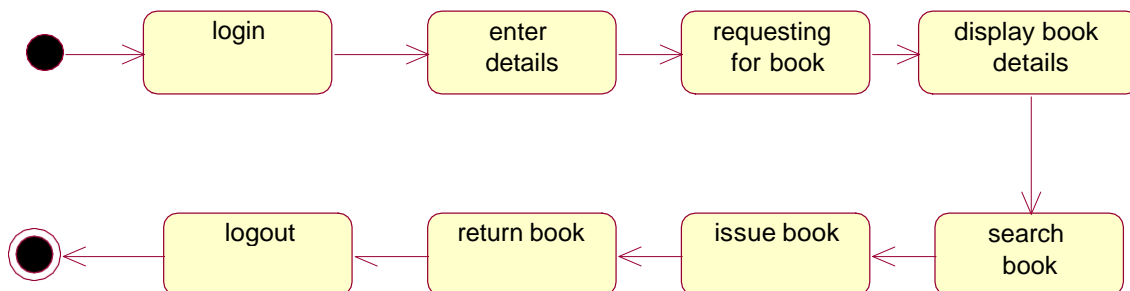 login
enter
details
requesting
for book
display book
details
logout
return book
issue book
search
book